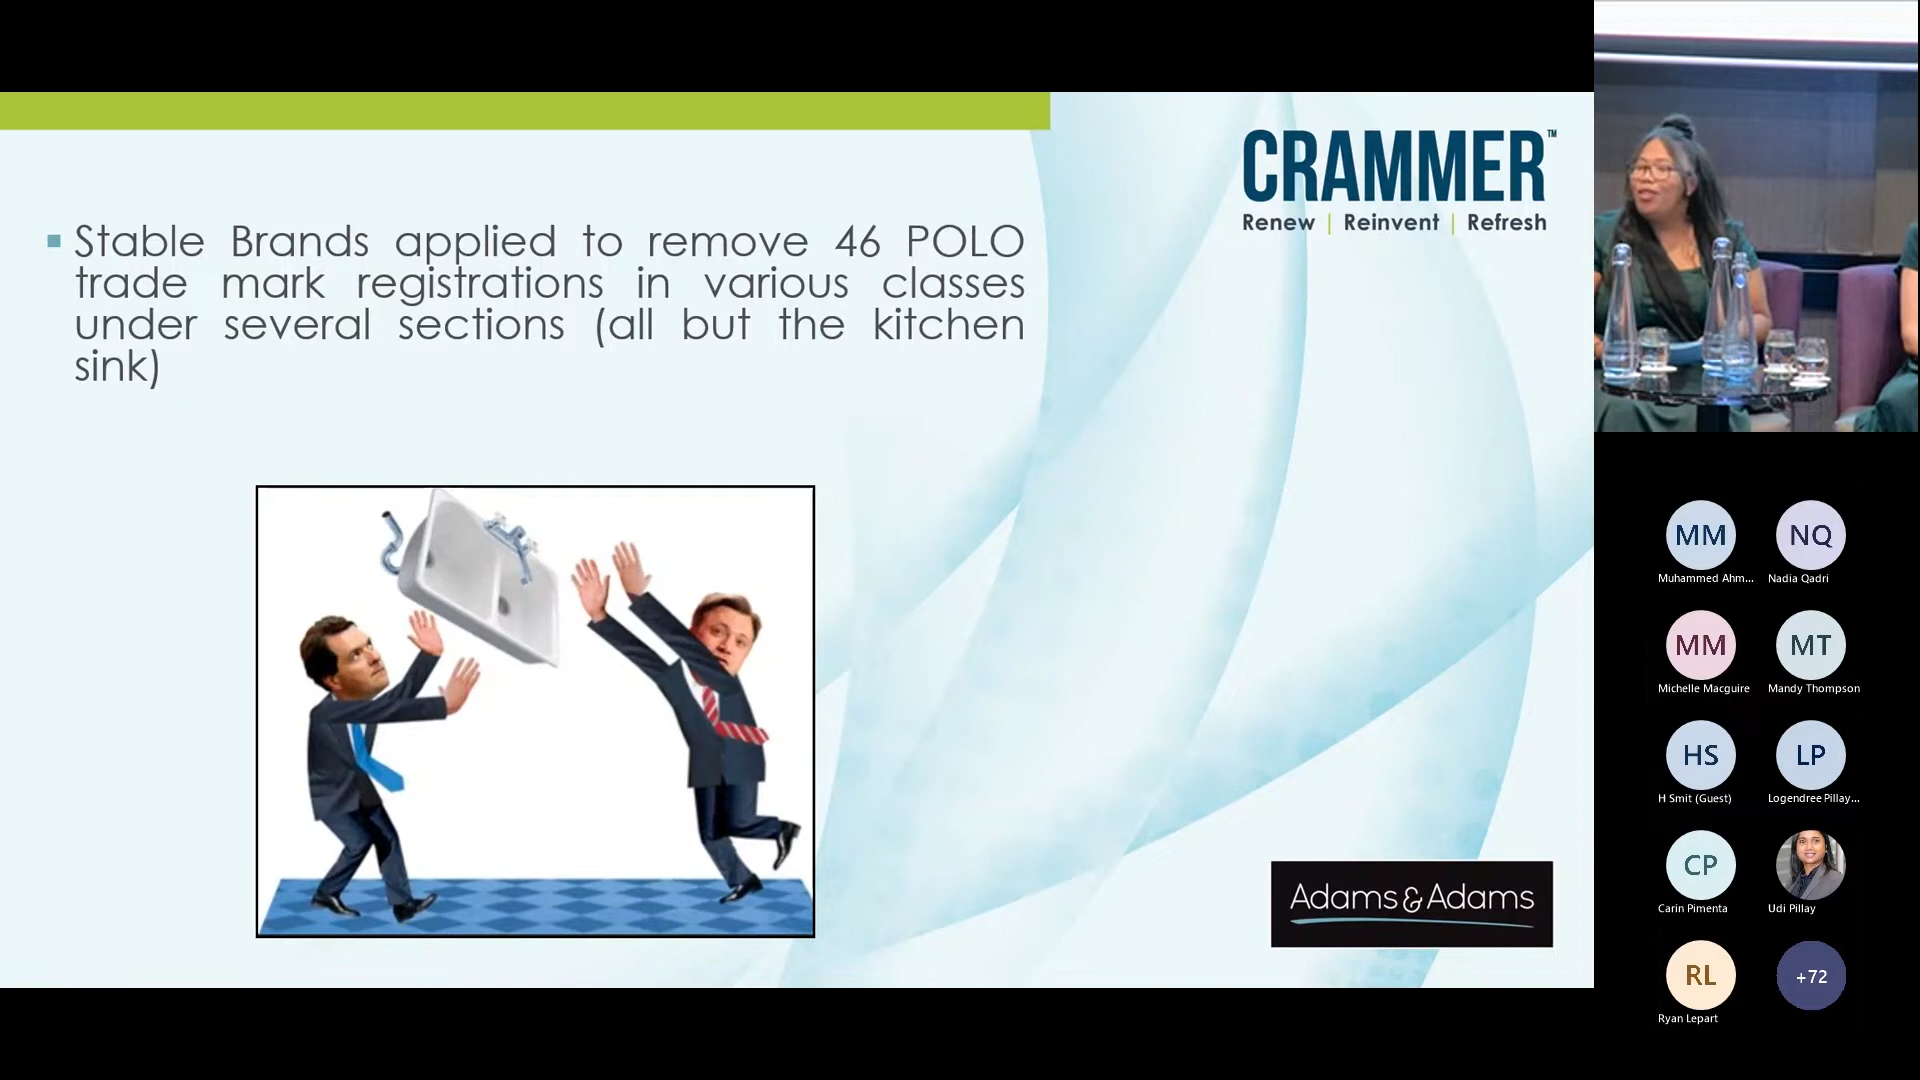 CRAMMER™
Renew | Reinvent | Refresh
▪ Stable Brands applied to remove 46 POLO
trade mark registrations in various classes
under several sections (all but the kitchen
sink)
Adams & Adams
MM
Muhammed Ahm...
NQ
Nadia Qadri
MM
Michelle Macguire
MT
Mandy Thompson
HS
H Smit (Guest)
LP
Logendree Pillay...
CP
Carin Pimenta
Udi Pillay
RL
Ryan Lepart
+72